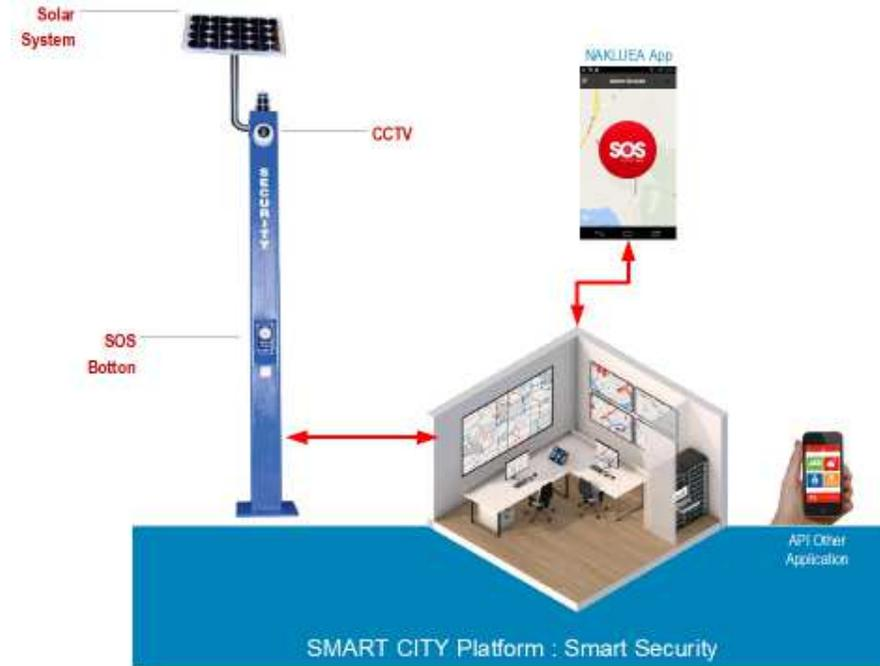 Solar
System
NAKLUEA App
CCTV
SECURITY
SOS
SOS
Botton
API Other
Application
SMART CITY Platform : Smart Security